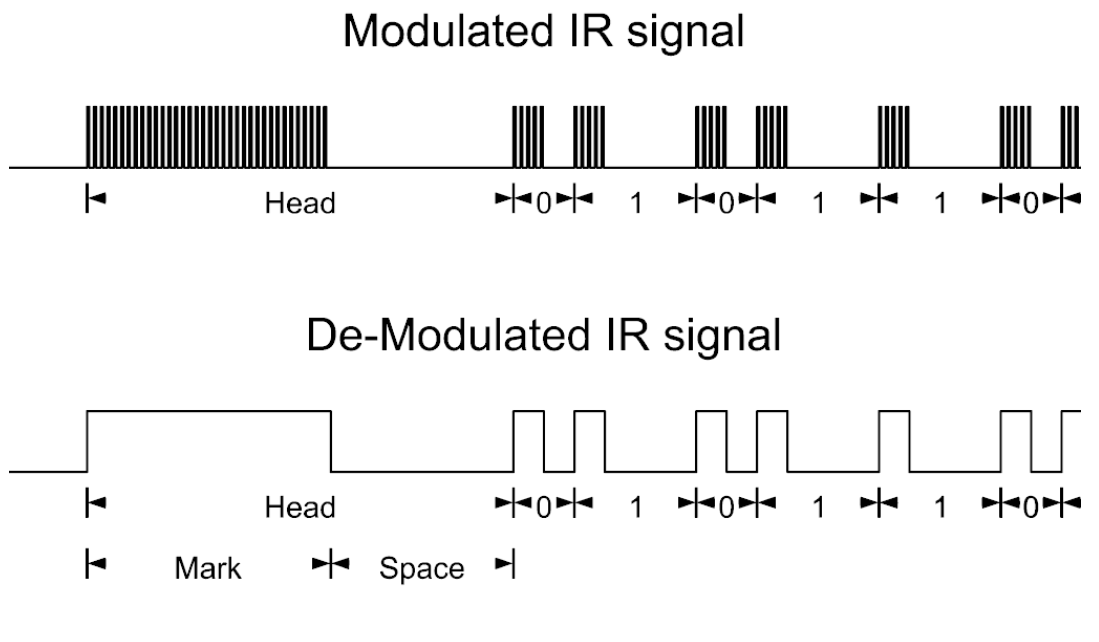 Modulated IR signal
Head 0 1 0 1 1 0
De-Modulated IR signal
Head 0 1 0 1 1 0
Mark Space